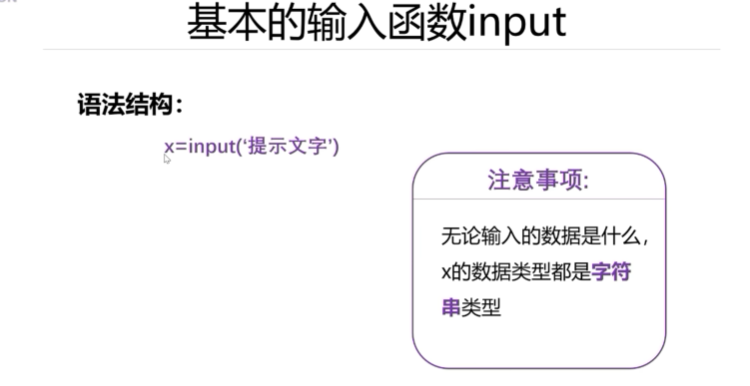 基本的输入函数input
语法结构：
x=input(‘提示文字’)
注意事项:
无论输入的数据是什么，
x的数据类型都是字符
串类型